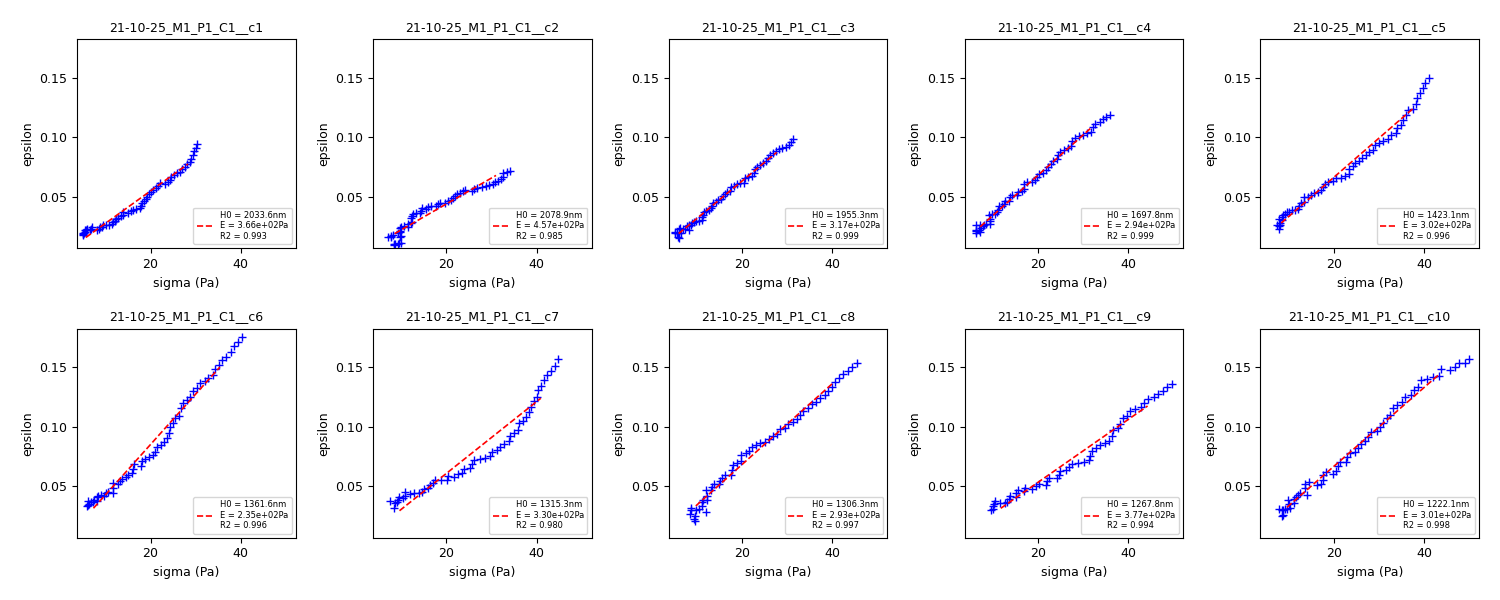 21-10-25_M1_P1_C1__c1
21-10-25_M1_P1_C1__c2
21-10-25_M1_P1_C1__c3
21-10-25_M1_P1_C1__c4
21-10-25_M1_P1_C1__c5
epsilon
0.15
0.10
0.05
20
40
sigma (Pa)
H0 = 2033.6nm
E = 3.66e+02Pa
R2 = 0.993
epsilon
0.15
0.10
0.05
20
40
sigma (Pa)
H0 = 2078.9nm
E = 4.57e+02Pa
R2 = 0.985
epsilon
0.15
0.10
0.05
20
40
sigma (Pa)
H0 = 1955.3nm
E = 3.17e+02Pa
R2 = 0.999
epsilon
0.15
0.10
0.05
20
40
sigma (Pa)
H0 = 1697.8nm
E = 2.94e+02Pa
R2 = 0.999
epsilon
0.15
0.10
0.05
20
40
sigma (Pa)
H0 = 1423.1nm
E = 3.02e+02Pa
R2 = 0.996
21-10-25_M1_P1_C1__c6
21-10-25_M1_P1_C1__c7
21-10-25_M1_P1_C1__c8
21-10-25_M1_P1_C1__c9
21-10-25_M1_P1_C1__c10
epsilon
0.15
0.10
0.05
20
40
sigma (Pa)
H0 = 1361.6nm
E = 2.35e+02Pa
R2 = 0.996
epsilon
0.15
0.10
0.05
20
40
sigma (Pa)
H0 = 1315.3nm
E = 3.30e+02Pa
R2 = 0.980
epsilon
0.15
0.10
0.05
20
40
sigma (Pa)
H0 = 1306.3nm
E = 2.93e+02Pa
R2 = 0.997
epsilon
0.15
0.10
0.05
20
40
sigma (Pa)
H0 = 1267.8nm
E = 3.77e+02Pa
R2 = 0.994
epsilon
0.15
0.10
0.05
20
40
sigma (Pa)
H0 = 1222.1nm
E = 3.01e+02Pa
R2 = 0.998